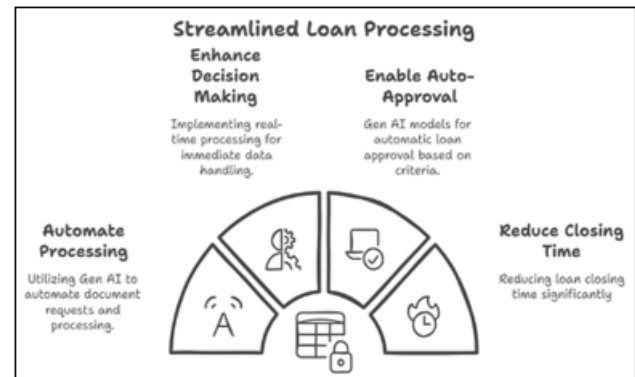 Streamlined Loan Processing
Enhance
Decision
Making
Implementing real-
time processing for
immediate data
handling.
Enable Auto-
Approval
Gen AI models for
automatic loan
approval based on
criteria.
Automate
Processing
Utilizing Gen AI to
automate document
requests and
processing.
Reduce Closing
Time
Reducing loan closing
time significantly
A